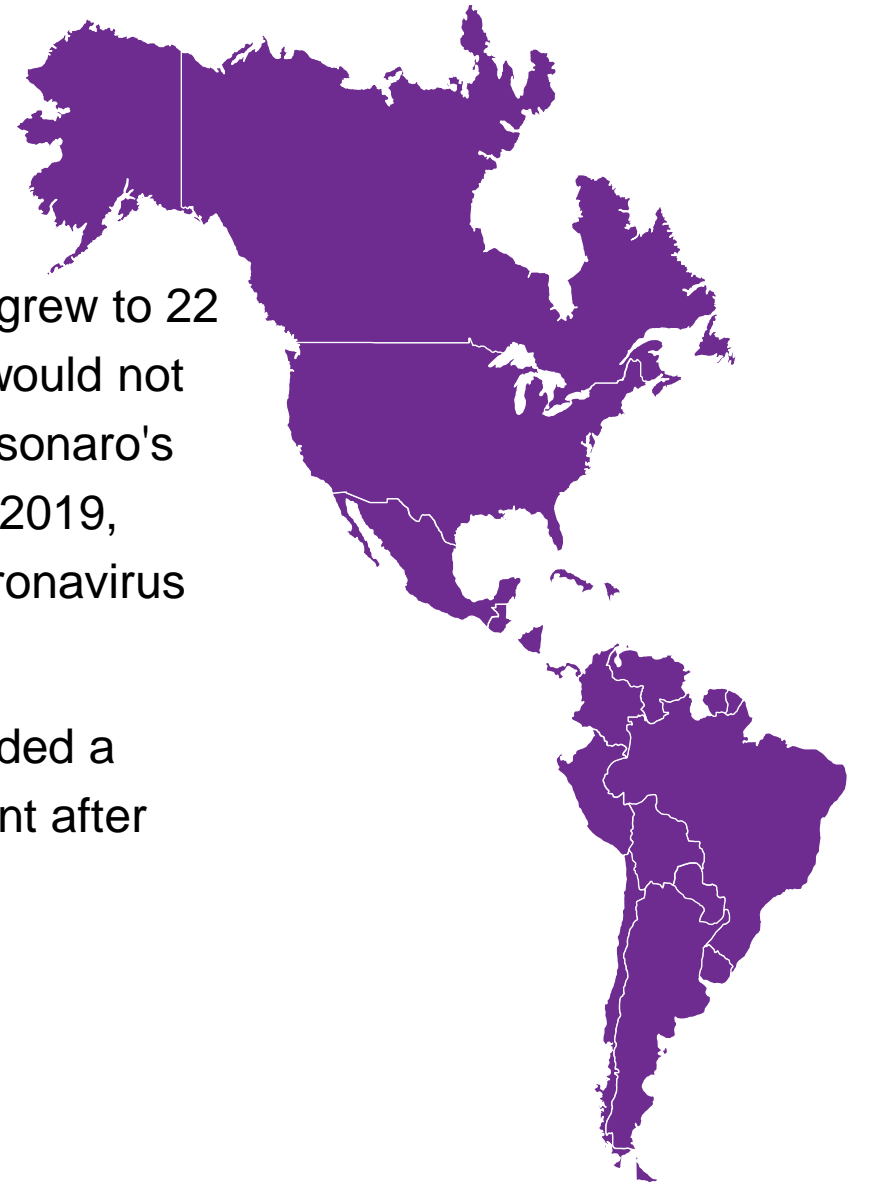 grew to 22
would not
sonaro's
2019,
ronavirus
ded a
nt after